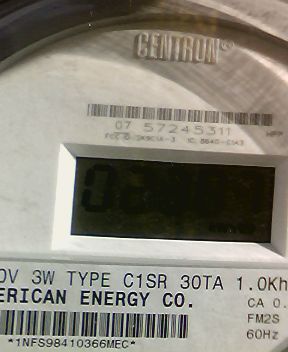 CENTRON®
07 57245311
0V 3W TYPE C1SR 30TA 1.0Kh
ERICAN ENERGY CO.
CA 0.
FM2S
60Hz
*1NFS98410366MEC*